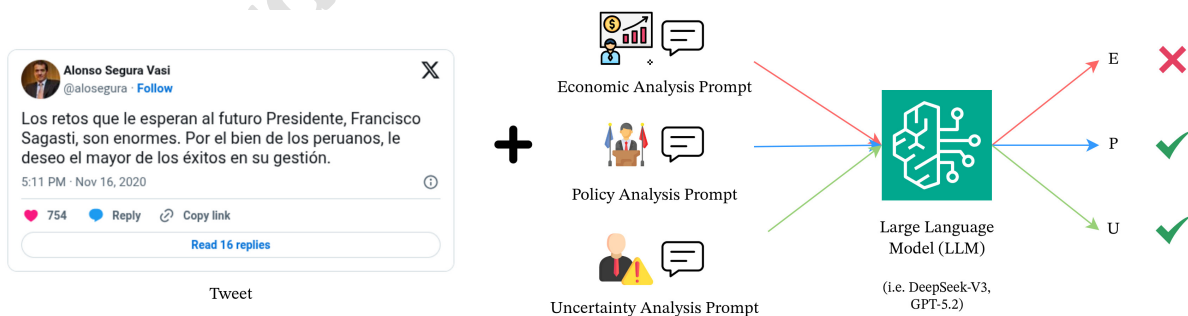 Alonso Segura Vasi
@alosegura · Follow
X
Los retos que le esperan al futuro Presidente, Francisco
Sagasti, son enormes. Por el bien de los peruanos, le
deseo el mayor de los éxitos en su gestión.
5:11 PM · Nov 16, 2020
754 Reply Copy link
Read 16 replies
Tweet
Economic Analysis Prompt
Policy Analysis Prompt
Uncertainty Analysis Prompt
Large Language
Model (LLM)
(i.e. DeepSeek-V3,
GPT-5.2)
E
P
U